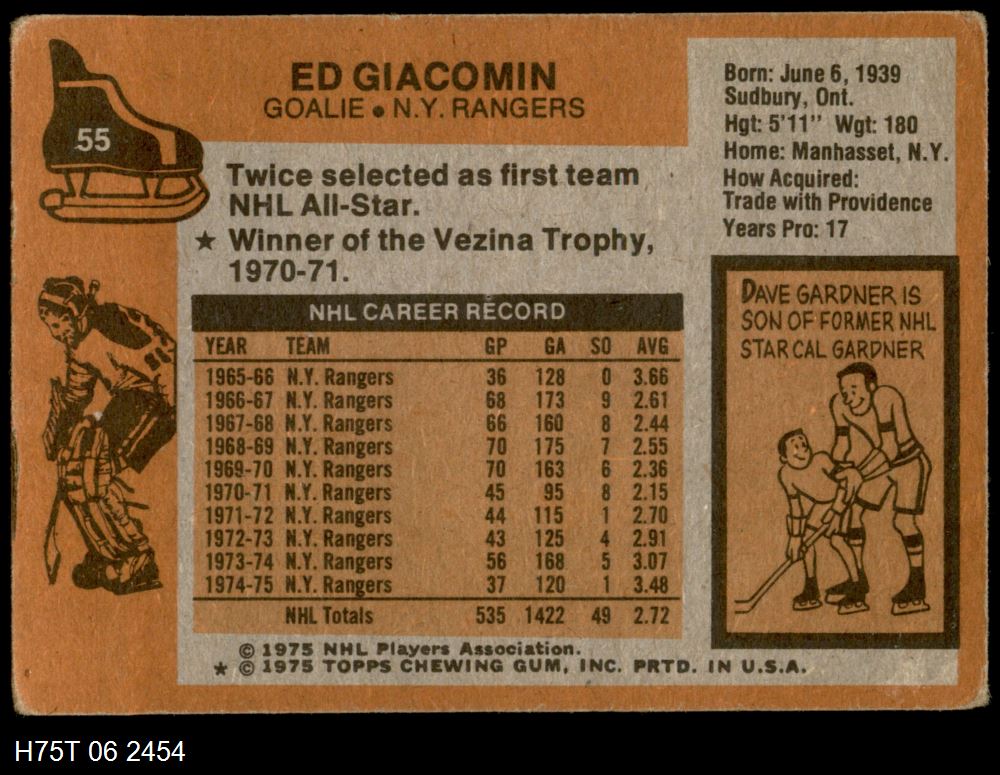 55
ED GIACOMIN
GOALIE • N.Y. RANGERS
Twice selected as first team
NHL All-Star.
★ Winner of the Vezina Trophy,
1970-71.
Born: June 6, 1939
Sudbury, Ont.
Hgt: 5'11" Wgt: 180
Home: Manhasset, N.Y.
How Acquired:
Trade with Providence
Years Pro: 17
NHL CAREER RECORD
YEAR TEAM GP GA SO AVG
1965-66 N.Y. Rangers 36 128 0 3.66
1966-67 N.Y. Rangers 68 173 9 2.61
1967-68 N.Y. Rangers 66 160 8 2.44
1968-69 N.Y. Rangers 70 175 7 2.55
1969-70 N.Y. Rangers 70 163 6 2.36
1970-71 N.Y. Rangers 45 95 8 2.15
1971-72 N.Y. Rangers 44 115 1 2.70
1972-73 N.Y. Rangers 43 125 4 2.91
1973-74 N.Y. Rangers 56 168 5 3.07
1974-75 N.Y. Rangers 37 120 1 3.48
NHL Totals 535 1422 49 2.72
DAVE GARDNER IS
SON OF FORMER NHL
STAR CAL GARDNER
© 1975 NHL Players Association.
★ © 1975 TOPPS CHEWING GUM, INC. PRTD. IN U.S.A.
H75T 06 2454